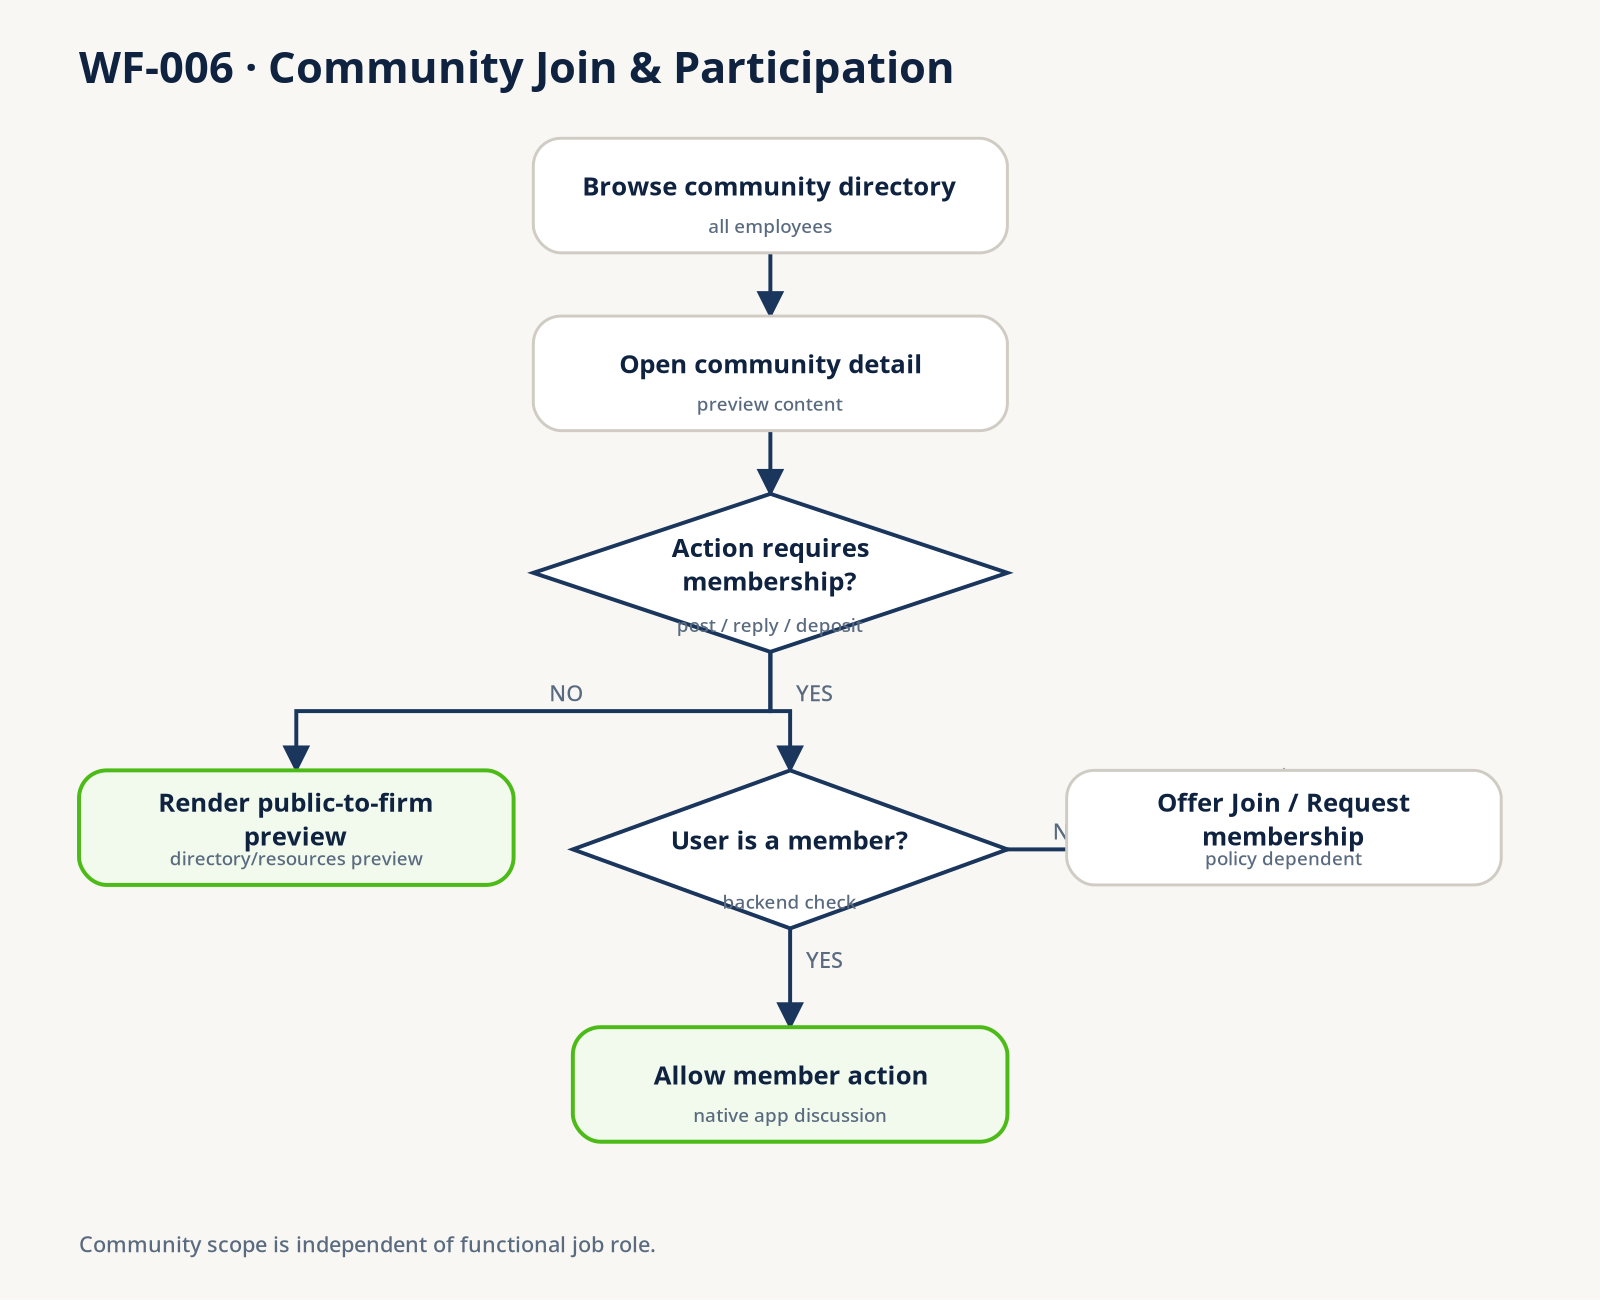 WF-006 · Community Join & Participation
Browse community directory
all employees
Open community detail
preview content
Action requires
membership?
post / reply / deposit
NO
YES
Render public-to-firm
preview
directory/resources preview
User is a member?
backend check
Offer Join / Request
membership
policy dependent
YES
Allow member action
native app discussion
Community scope is independent of functional job role.